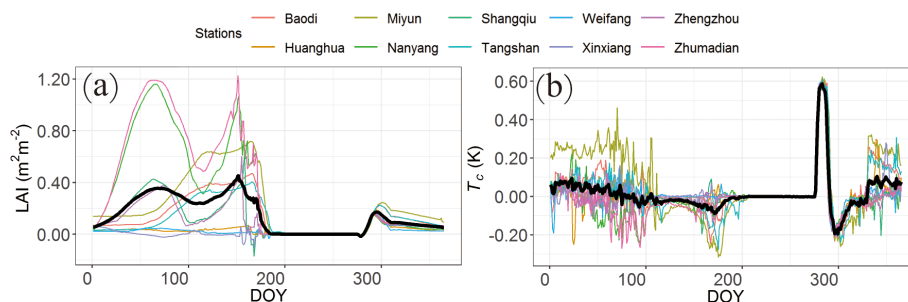 Stations
Baodi Miyun Shangqiu Weifang Zhengzhou
Huanghua Nanyang Tangshan Xinxiang Zhumadian
(a)
LAI (m²m⁻²)
1.20
0.80
0.40
0.00
0 100 200 300
DOY
(b)
Tc (K)
0.60
0.40
0.20
0.00
-0.20
0 100 200 300
DOY